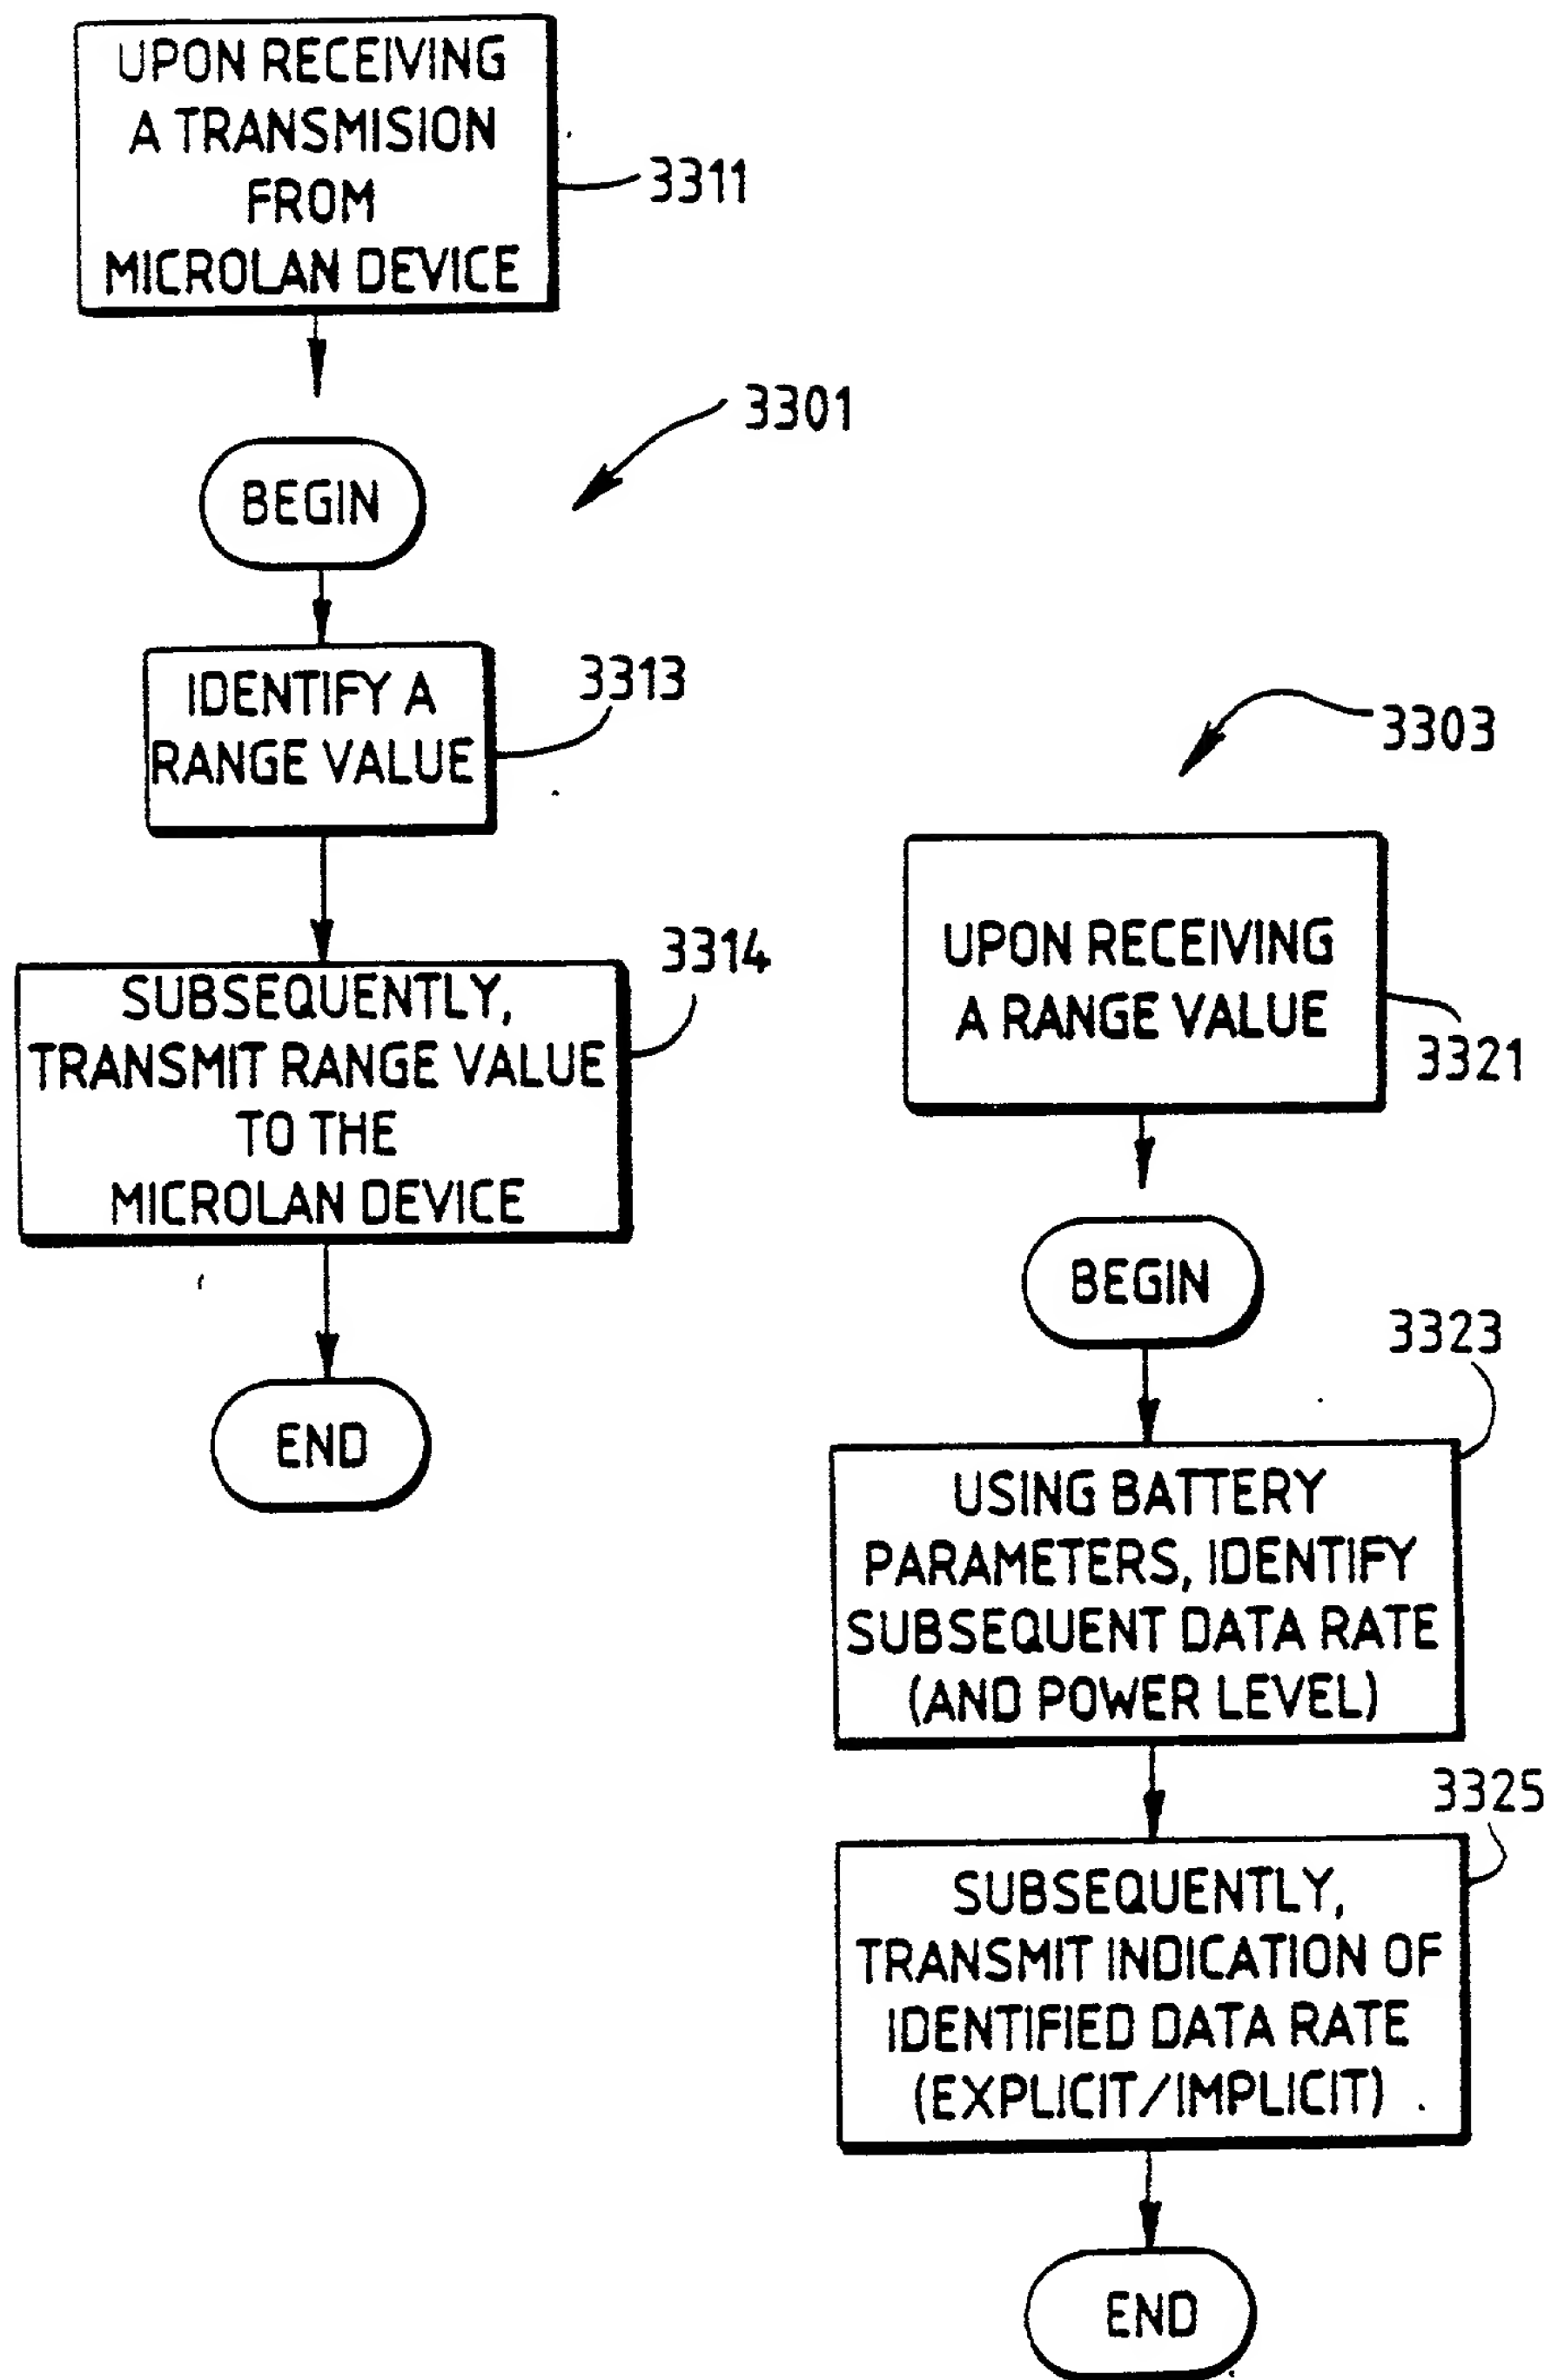 UPON RECEIVING
A TRANSMISION
FROM
MICROLAN DEVICE
3311
3301
BEGIN
IDENTIFY A
RANGE VALUE
3313
SUBSEQUENTLY,
TRANSMIT RANGE VALUE
TO THE
MICROLAN DEVICE
3314
END
3303
UPON RECEIVING
A RANGE VALUE
3321
BEGIN
3323
USING BATTERY
PARAMETERS, IDENTIFY
SUBSEQUENT DATA RATE
(AND POWER LEVEL)
3325
SUBSEQUENTLY,
TRANSMIT INDICATION OF
IDENTIFIED DATA RATE
(EXPLICIT/IMPLICIT)
END